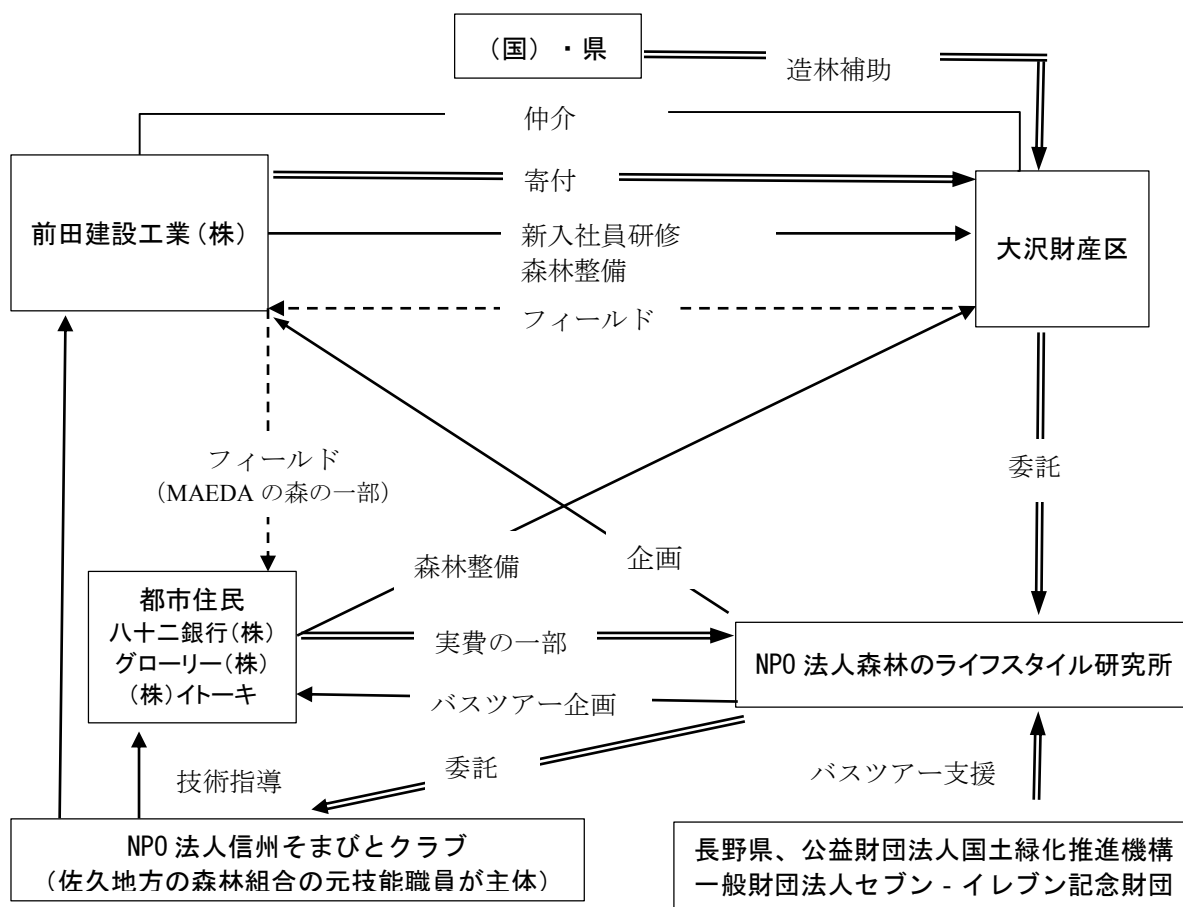 （国）・県
造林補助
仲介
寄付
前田建設工業(株)
新入社員研修
森林整備
大沢財産区
フィールド
フィールド
（MAEDA の森の一部）
委託
森林整備
企画
都市住民
八十二銀行(株)
グローリー(株)
(株)イトーキ
実費の一部
NPO 法人森林のライフスタイル研究所
バスツアー企画
技術指導
委託
バスツアー支援
NPO 法人信州そまびとクラブ
（佐久地方の森林組合の元技能職員が主体）
長野県、公益財団法人国土緑化推進機構
一般財団法人セブン‐イレブン記念財団